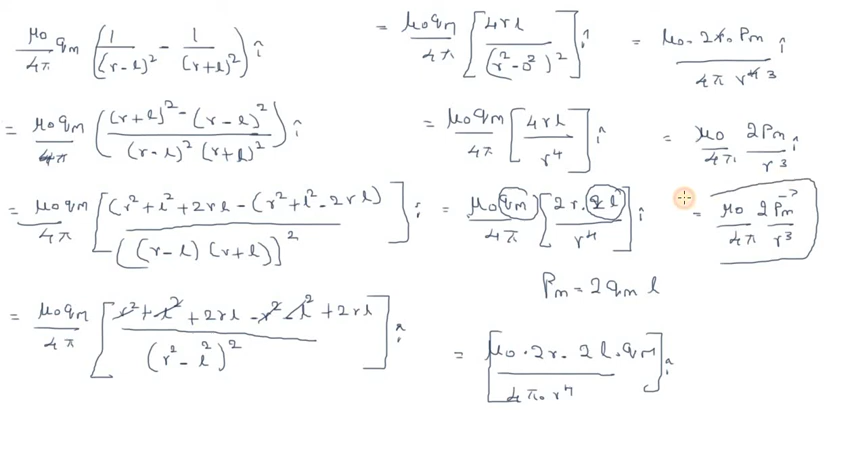 μ₀/4π qm (1/(r-l)² - 1/(r+l)²) î
= μ₀qm/4π ((r+l)² - (r-l)²/(r-l)² (r+l)²) î
= μ₀qm/4π [(r²+l²+2rl-(r²+l²-2rl)/((r-l) (r+l))²] î
= μ₀qm/4π [r²+l²+2rl-r²-l²+2rl/(r²-l²)²] î
= μ₀qm/4π [4rl/(r²-0²)²] î
= μ₀qm/4π [4rl/r⁴] î
= μ₀qm/4π [2r.2l/r⁴] î
Pm = 2qm l
= [μ₀.2r.2l.qm/4π.r⁴] î
= μ₀.2r.Pm/4π r⁴ ³ î
= μ₀/4π 2Pm/r³ î
= μ₀/4π 2P⃗m/r³